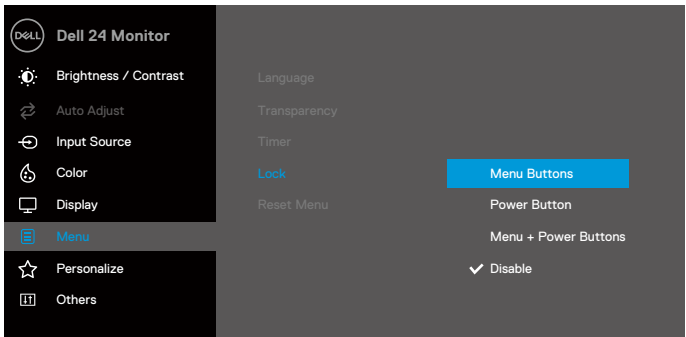 DELL
Dell 24 Monitor
Brightness / Contrast
Auto Adjust
Input Source
Color
Display
Menu
Personalize
Others
Language
Transparency
Timer
Lock
Reset Menu
Menu Buttons
Power Button
Menu + Power Buttons
Disable